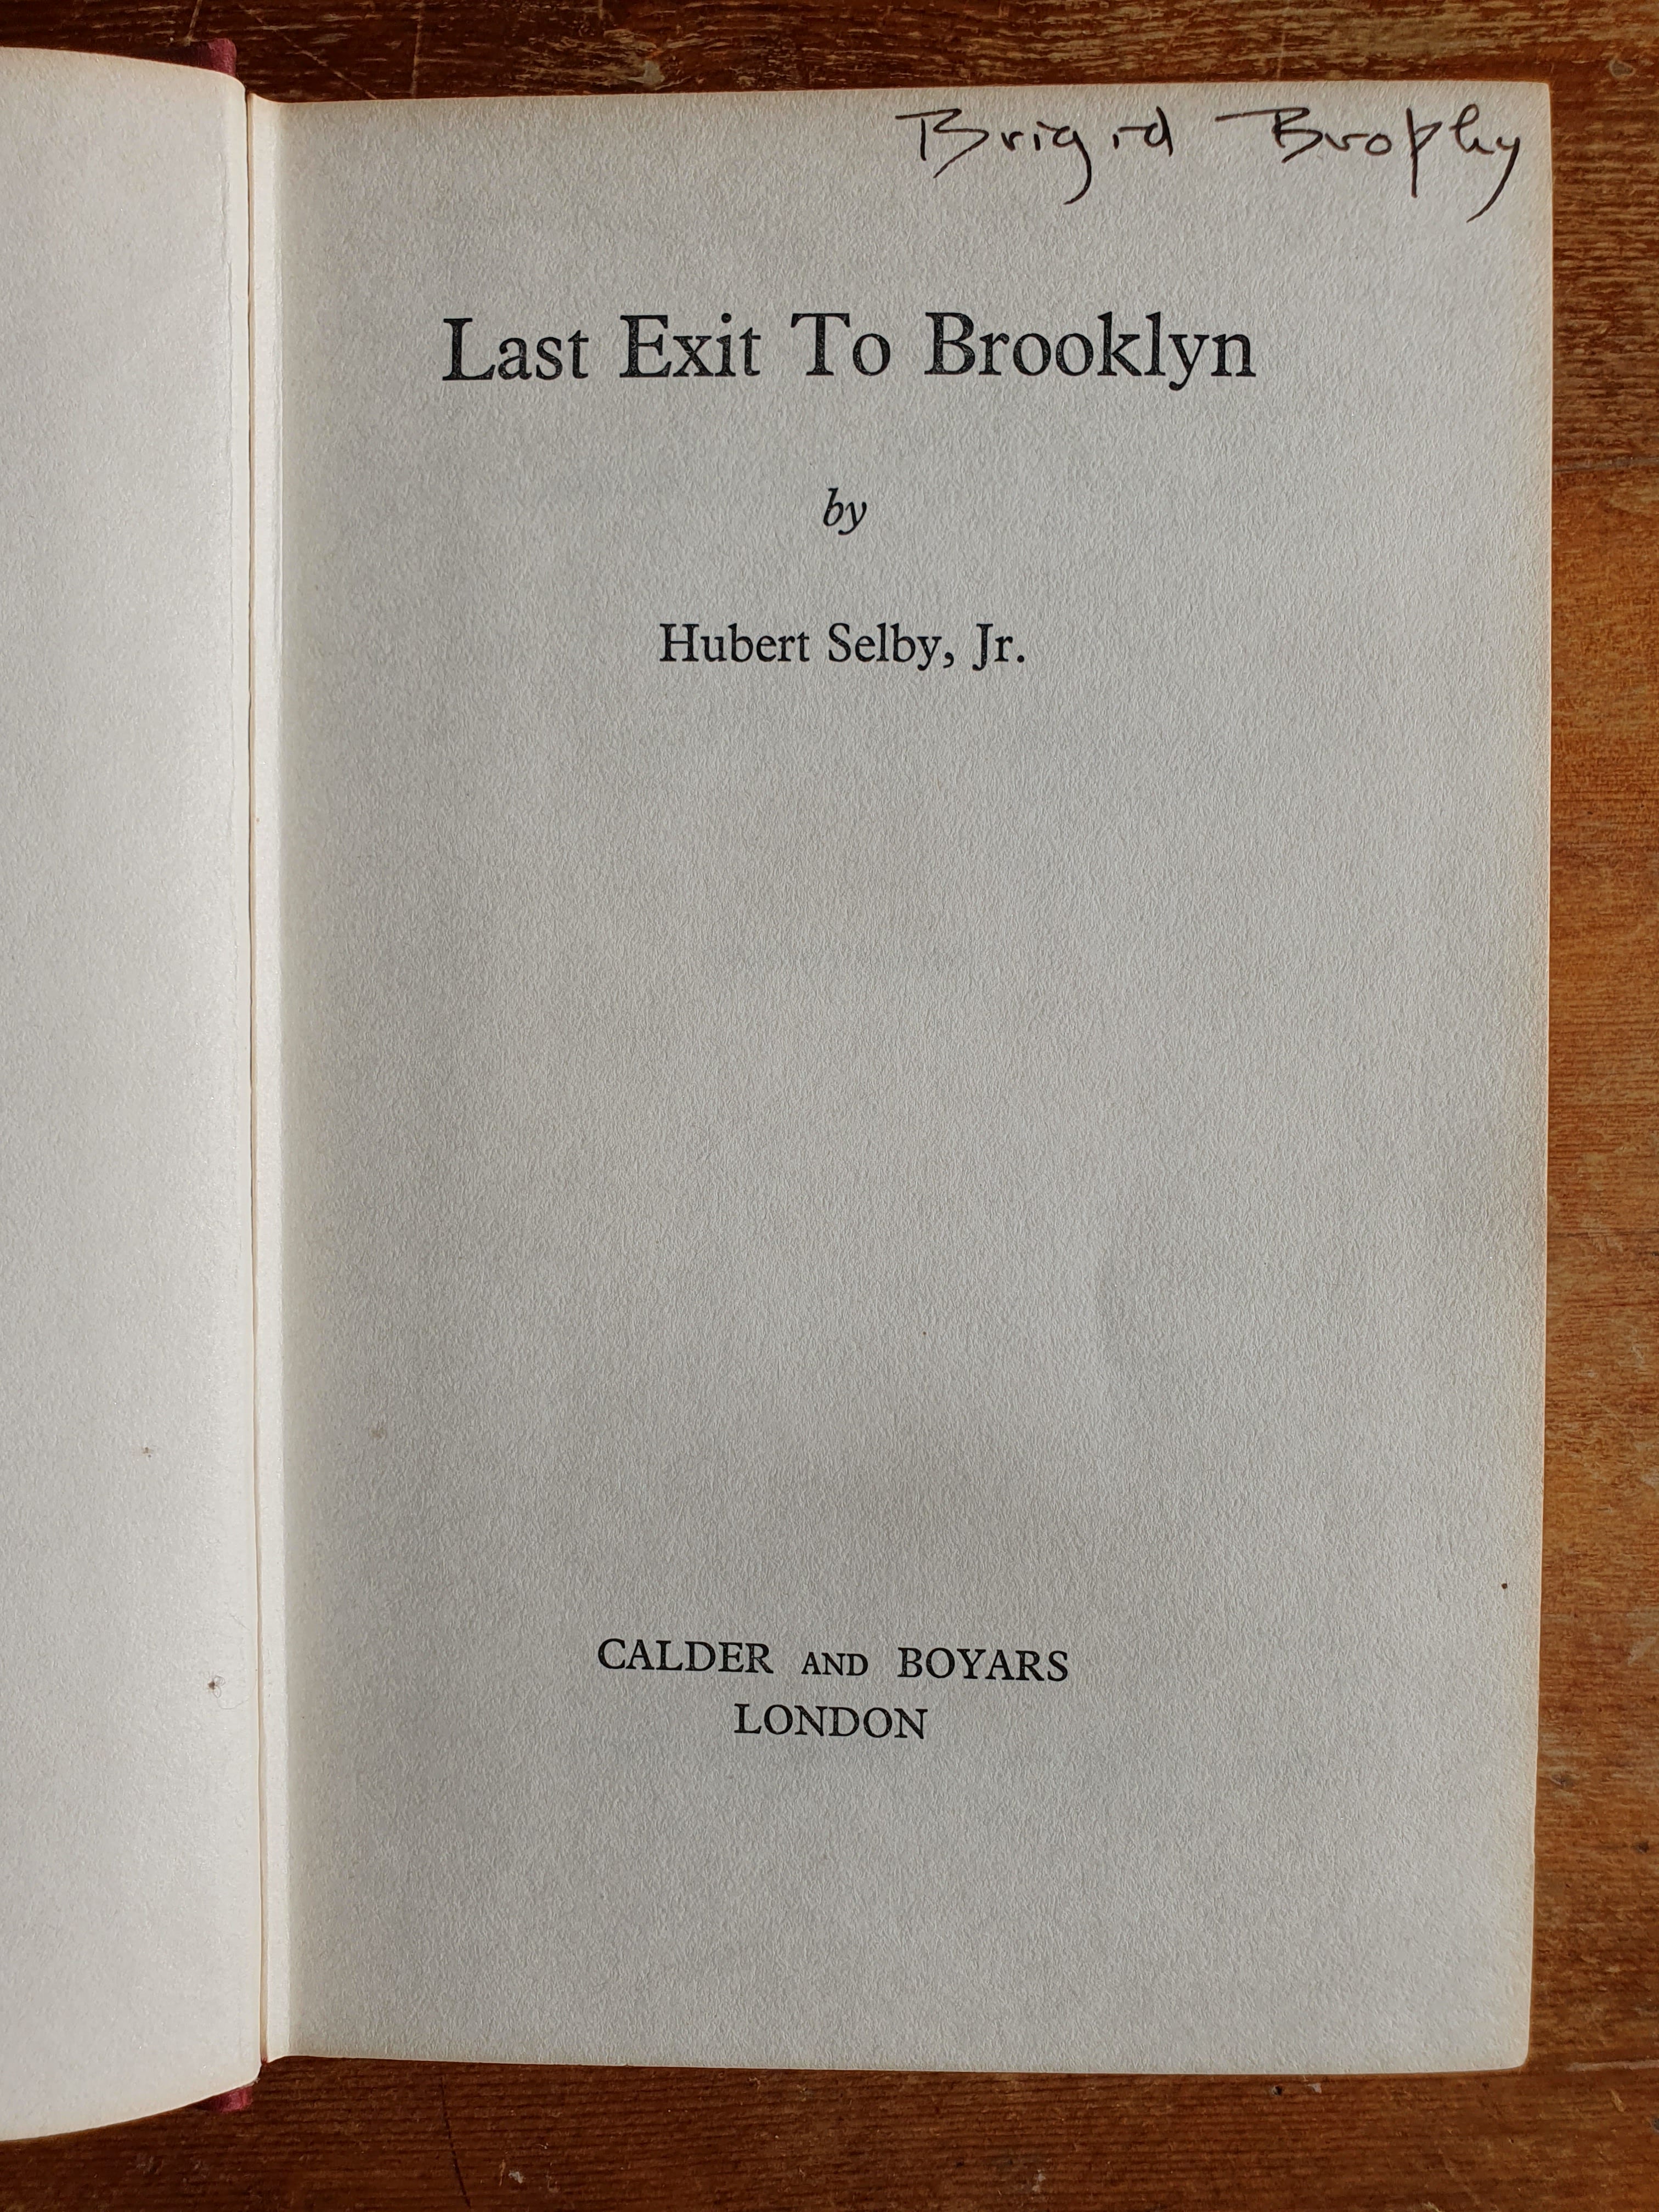 Brigid Brophy
Last Exit To Brooklyn
by
Hubert Selby, Jr.
CALDER AND BOYARS
LONDON